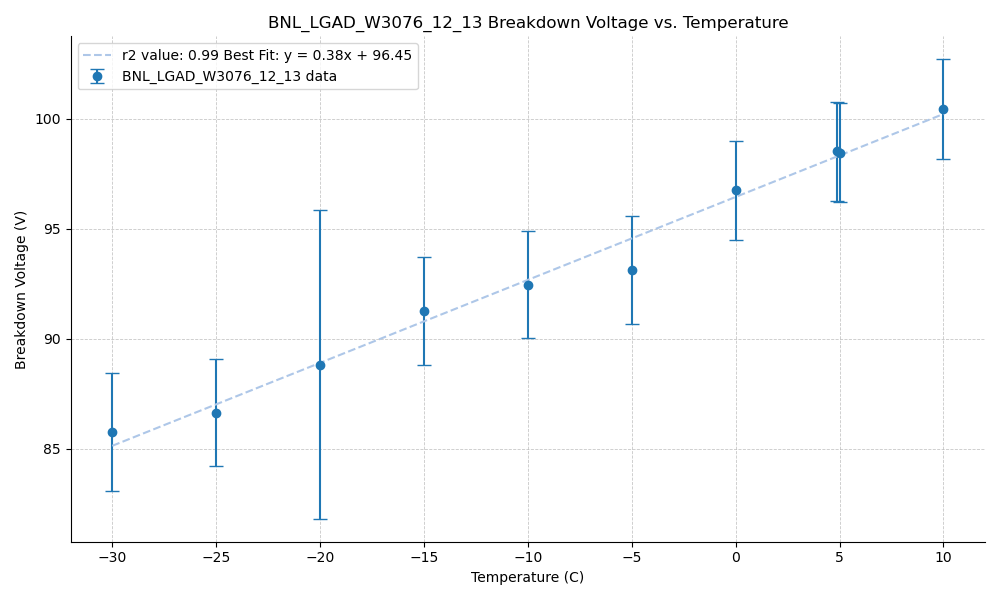 BNL_LGAD_W3076_12_13 Breakdown Voltage vs. Temperature
r2 value: 0.99 Best Fit: y = 0.38x + 96.45
BNL_LGAD_W3076_12_13 data
Breakdown Voltage (V)
100
95
90
85
−30 −25 −20 −15 −10 −5 0 5 10
Temperature (C)